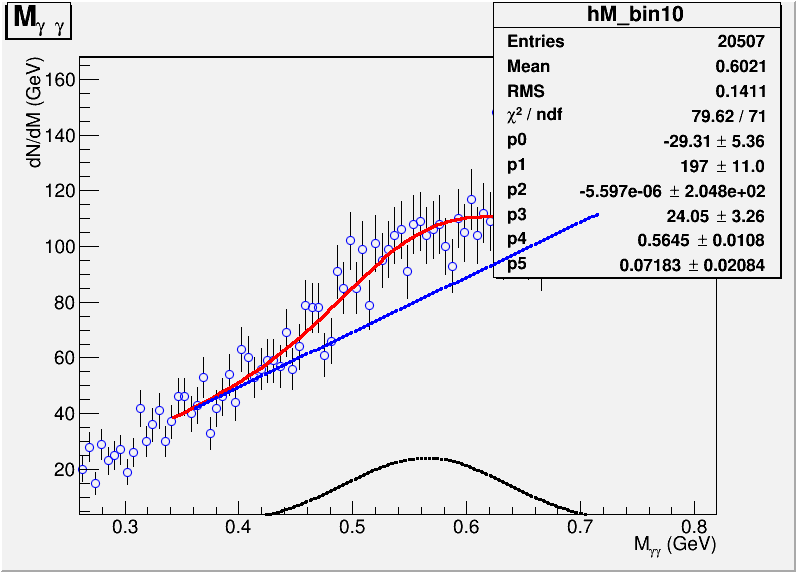 M γ γ
hM_bin10
Entries 20507
Mean 0.6021
RMS 0.1411
χ² / ndf 79.62 / 71
p0 -29.31 ± 5.36
p1 197 ± 11.0
p2 -5.597e-06 ± 2.048e+02
p3 24.05 ± 3.26
p4 0.5645 ± 0.0108
p5 0.07183 ± 0.02084
dN/dM (GeV)
160
140
120
100
80
60
40
20
0.3 0.4 0.5 0.6 0.7 0.8
Mγγ (GeV)